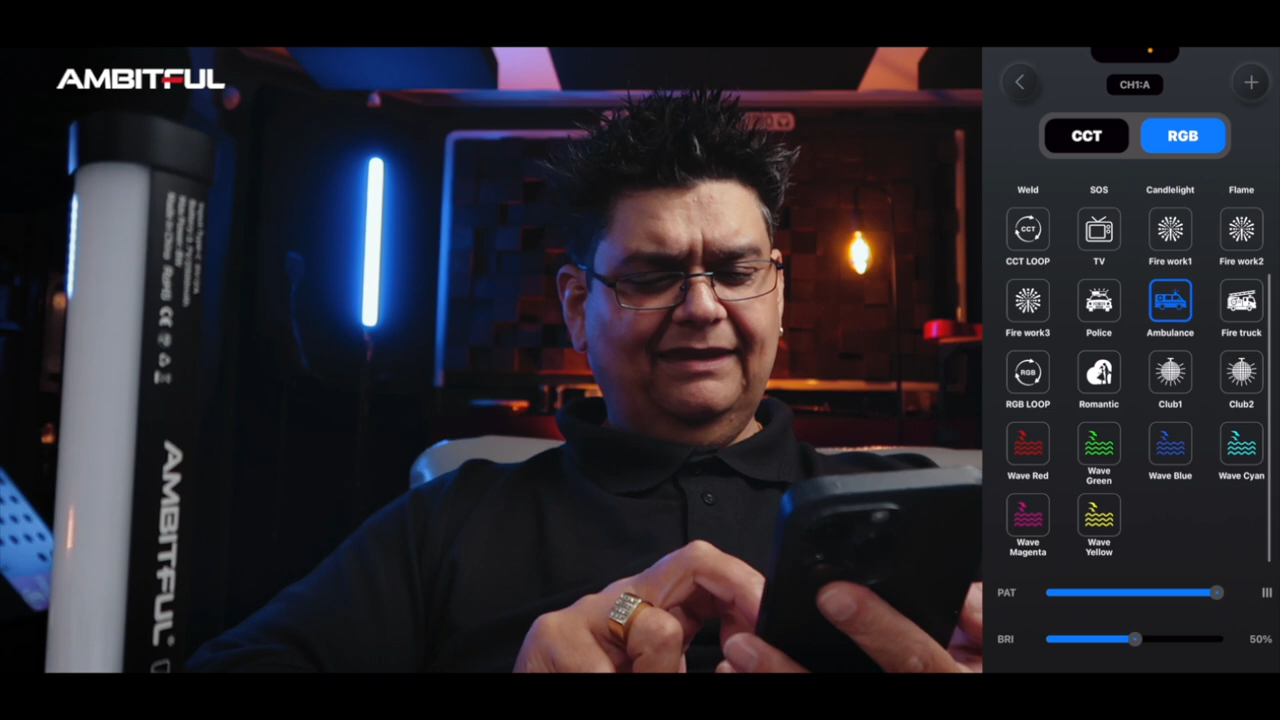 AMBITFUL
AMBITFUL
CH1:A
CCT
RGB
Weld
SOS
Candlelight
Flame
CCT
CCT LOOP
TV
Fire work1
Fire work2
Fire work3
Police
Ambulance
Fire truck
RGB
RGB LOOP
Romantic
Club1
Club2
Wave Red
Wave
Green
Wave Blue
Wave Cyan
Wave
Magenta
Wave
Yellow
PAT
III
BRI
50%